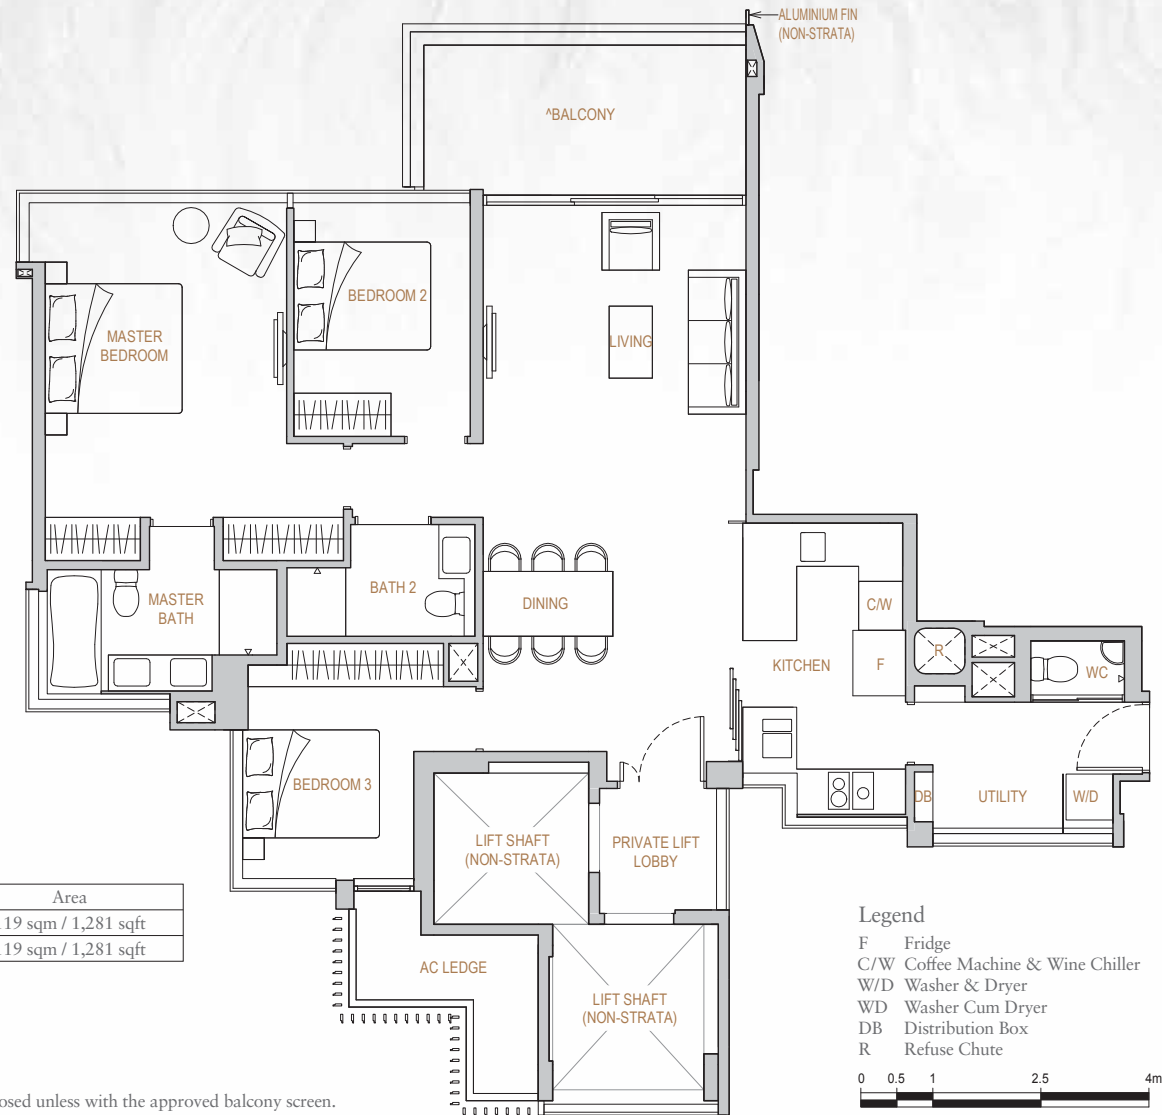 ALUMINIUM FIN
(NON-STRATA)
^BALCONY
BEDROOM 2
MASTER
BEDROOM
LIVING
MASTER
BATH
BATH 2
DINING
C/W
KITCHEN
F
R
WC
BEDROOM 3
LIFT SHAFT
(NON-STRATA)
PRIVATE LIFT
LOBBY
DB
UTILITY
W/D
AC LEDGE
LIFT SHAFT
(NON-STRATA)
Area
19 sqm / 1,281 sqft
19 sqm / 1,281 sqft
Legend
F Fridge
C/W Coffee Machine & Wine Chiller
W/D Washer & Dryer
WD Washer Cum Dryer
DB Distribution Box
R Refuse Chute
0 0.5 1 2.5 4m
unless with the approved balcony screen.